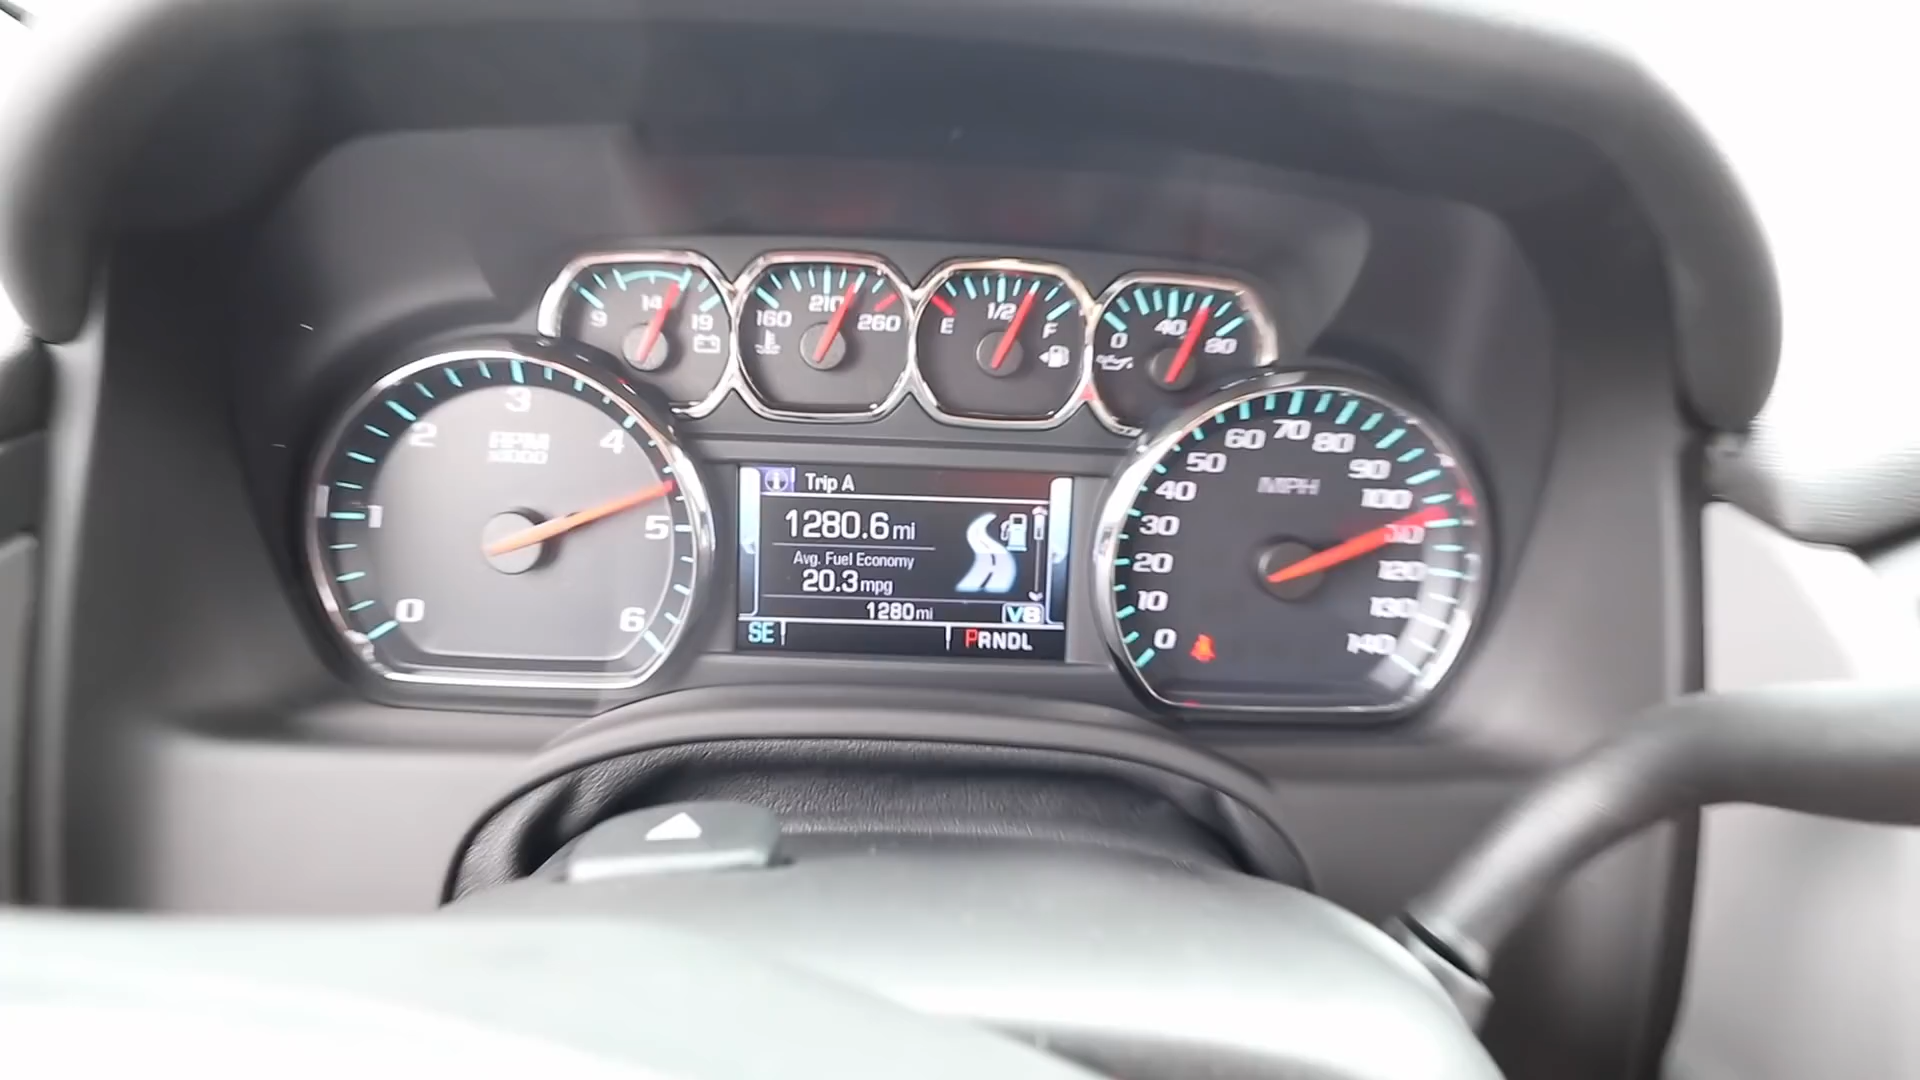 9 14 19
160 210 260
E 1/2 F
0 40 80
0 1 2 3 4 5 6
RPM
x1000
Trip A
1280.6 mi
Avg. Fuel Economy
20.3 mpg
1280 mi
V8
SE
PRNDL
0 10 20 30 40 50 60 70 80 90 100 120 130 140
MPH